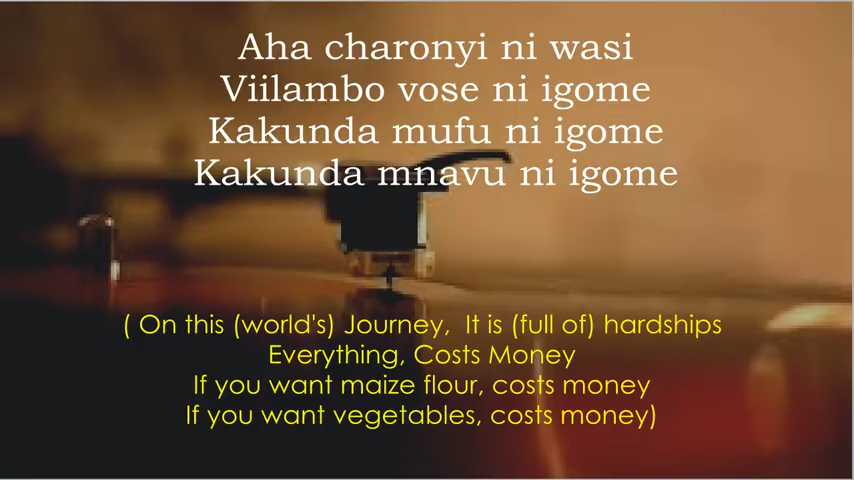 Aha charonyi ni wasi
Viilambo vose ni igome
Kakunda mufu ni igome
Kakunda mnavu ni igome
( On this (world's) Journey, It is (full of) hardships
Everything, Costs Money
If you want maize flour, costs money
If you want vegetables, costs money)